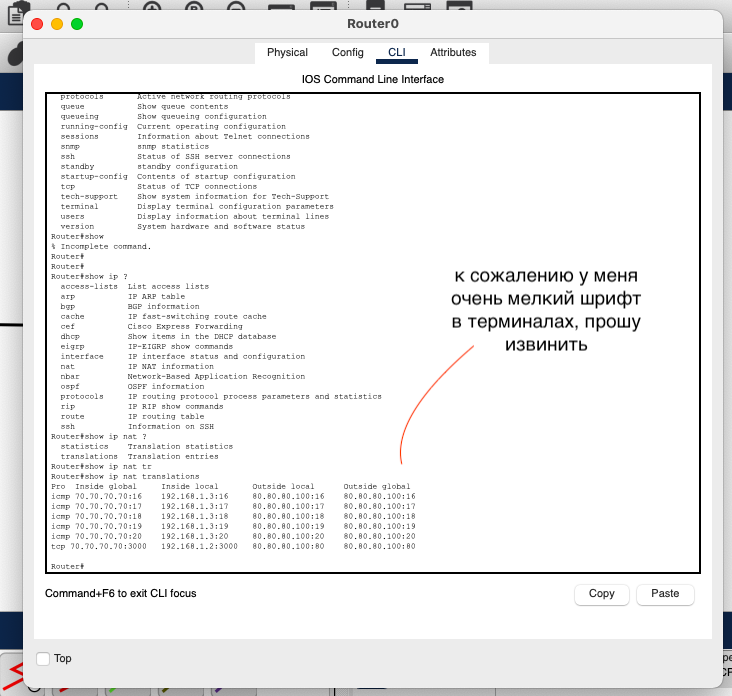 Router0
Physical Config CLI Attributes
IOS Command Line Interface
protocols Active network routing protocols
queue Show queue contents
queueing Show queueing configuration
running-config Current operating configuration
sessions Information about Telnet connections
snmp snmp statistics
ssh Status of SSH server connections
standby standby configuration
startup-config Contents of startup configuration
tcp Status of TCP connections
tech-support Show system information for Tech-Support
terminal Display terminal configuration parameters
users Display information about terminal lines
version System hardware and software status
Router#show
% Incomplete command.
Router#
Router#
Router#show ip ?
access-lists List access lists
arp IP ARP table
bgp BGP information
cache IP fast-switching route cache
cef Cisco Express Forwarding
dhcp Show items in the DHCP database
eigrp IP-EIGRP show commands
interface IP interface status and configuration
nat IP NAT information
nbar Network-Based Application Recognition
ospf OSPF information
protocols IP routing protocol process parameters and statistics
rip IP RIP show commands
route IP routing table
ssh Information on SSH
Router#show ip nat ?
statistics Translation statistics
translations Translation entries
Router#show ip nat tr
Router#show ip nat translations
Pro Inside global Inside local Outside local Outside global
icmp 70.70.70.70:16 192.168.1.3:16 80.80.80.100:16 80.80.80.100:16
icmp 70.70.70.70:17 192.168.1.3:17 80.80.80.100:17 80.80.80.100:17
icmp 70.70.70.70:18 192.168.1.3:18 80.80.80.100:18 80.80.80.100:18
icmp 70.70.70.70:19 192.168.1.3:19 80.80.80.100:19 80.80.80.100:19
icmp 70.70.70.70:20 192.168.1.3:20 80.80.80.100:20 80.80.80.100:20
tcp 70.70.70.70:3000 192.168.1.2:3000 80.80.80.100:80 80.80.80.100:80
Router#
к сожалению у меня
очень мелкий шрифт
в терминалах, прошу
извинить
Command+F6 to exit CLI focus
Copy Paste
Top